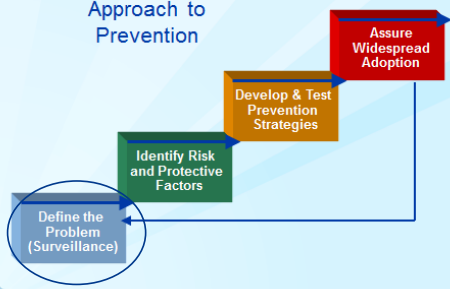 Approach to
Prevention
Assure
Widespread
Adoption
Develop & Test
Prevention
Strategies
Identify Risk
and Protective
Factors
Define the
Problem
(Surveillance)